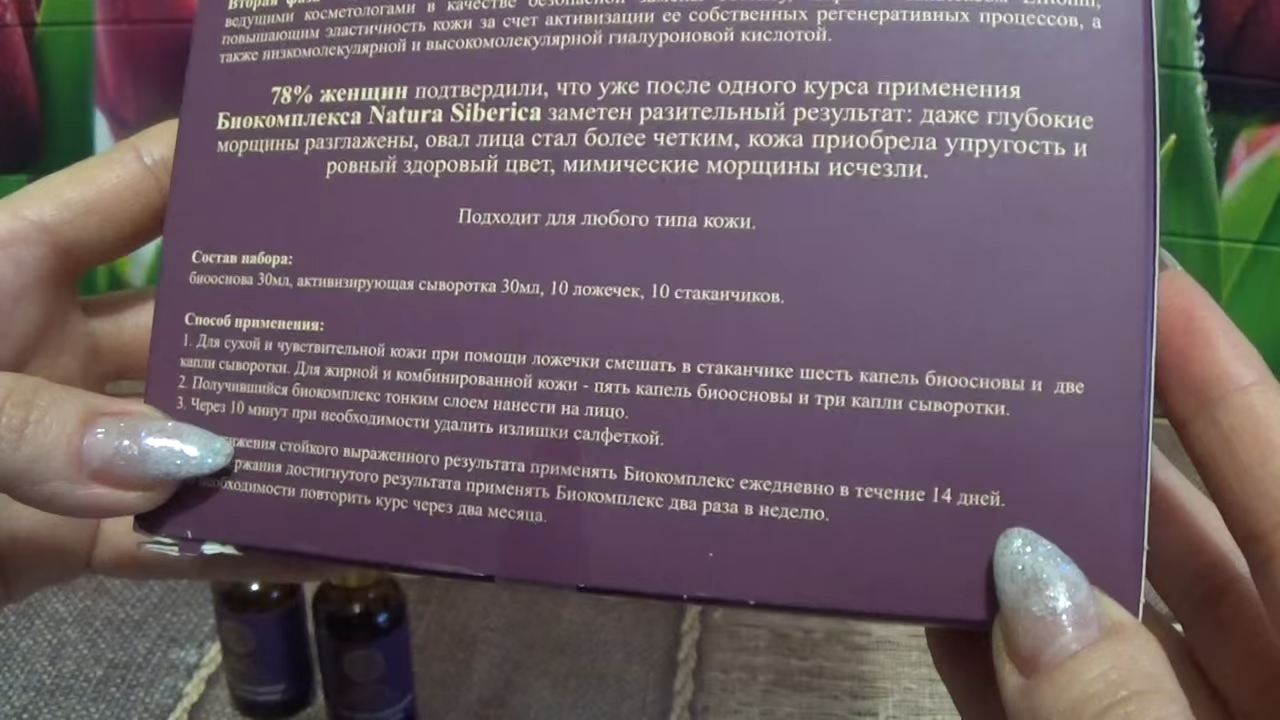 Вторая фаза
ведущими косметологами в качестве безопасной
повышающим эластичность кожи за счет активизации ее собственных регенеративных процессов, а
также низкомолекулярной и высокомолекулярной гиалуроновой кислотой.
78% женщин подтвердили, что уже после одного курса применения
Биокомплекса Natura Siberica заметен разительный результат: даже глубокие
морщины разглажены, овал лица стал более четким, кожа приобрела упругость и
ровный здоровый цвет, мимические морщины исчезли.
Подходит для любого типа кожи.
Состав набора:
биооснова 30мл, активизирующая сыворотка 30мл, 10 ложечек, 10 стаканчиков.
Способ применения:
1. Для сухой и чувствительной кожи при помощи ложечки смешать в стаканчике шесть капель биоосновы и две
капли сыворотки. Для жирной и комбинированной кожи - пять капель биоосновы и три капли сыворотки.
2. Получившийся биокомплекс тонким слоем нанести на лицо.
3. Через 10 минут при необходимости удалить излишки салфеткой.
стойкого выраженного результата применять Биокомплекс ежедневно в течение 14 дней.
достигнутого результата применять Биокомплекс два раза в неделю.
необходимости повторить курс через два месяца.